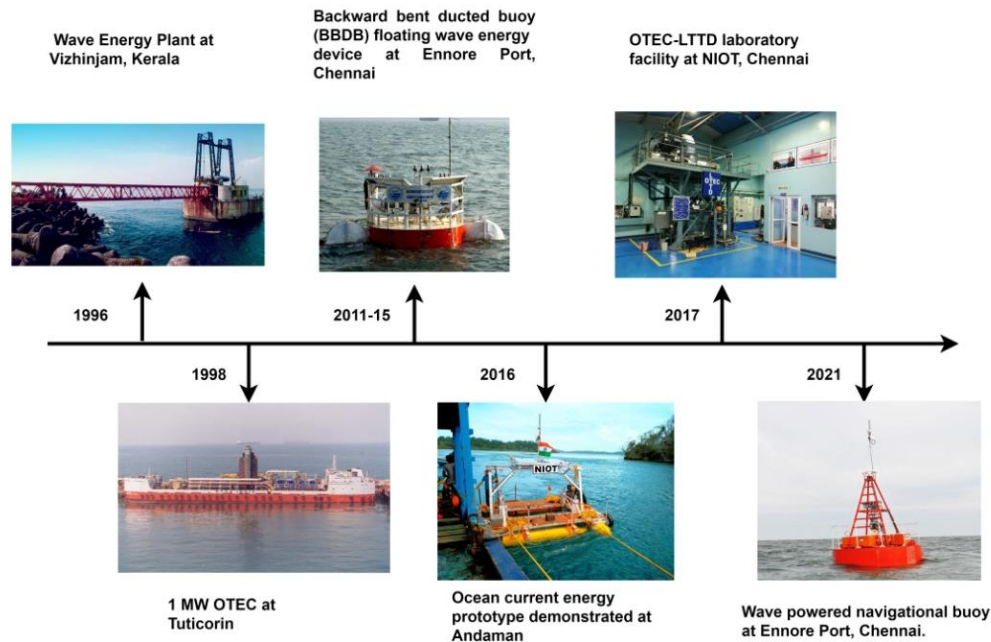 Wave Energy Plant at
Vizhinjam, Kerala
Backward bent ducted buoy
(BBDB) floating wave energy
device at Ennore Port,
Chennai
OTEC-LTTD laboratory
facility at NIOT, Chennai
OTEC
1996
2011-15
2017
1998
2016
2021
NIOT
1 MW OTEC at
Tuticorin
Ocean current energy
prototype demonstrated at
Andaman
Wave powered navigational buoy
at Ennore Port, Chennai.